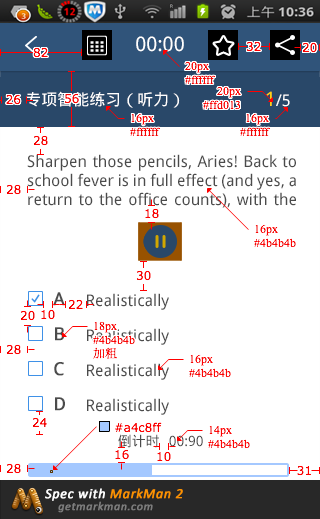 3
12
上午 10:36
00:00
82
32
20
20px
#ffffff
26
专项智能练习（听力）
56
20px
#ffd013
1/5
16px
#ffffff
16px
#ffffff
28
28
Sharpen those pencils, Aries! Back to
school fever is in full effect (and yes, a
return to the office counts), with the
18
16px
#4b4b4b
30
A Realistically
20
10
22
B Realistically
18px
#4b4b4b
加粗
28
C Realistically
16px
#4b4b4b
D Realistically
24
#a4c8ff
倒计时 00:90
14px
#4b4b4b
16
10
28
31
Spec with MarkMan 2
getmarkman.com